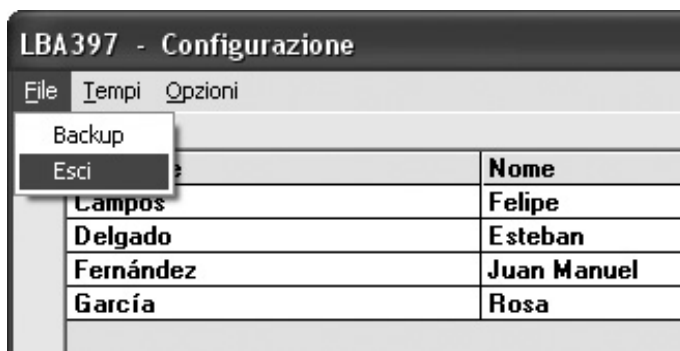 LBA397 - Configurazione
File Tempi Opzioni
Backup
Esci
Nome
Campos Felipe
Delgado Esteban
Fernández Juan Manuel
García Rosa